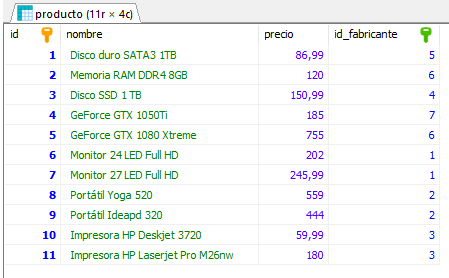 producto (11r × 4c)
id nombre precio id_fabricante
1 Disco duro SATA3 1TB 86,99 5
2 Memoria RAM DDR4 8GB 120 6
3 Disco SSD 1 TB 150,99 4
4 GeForce GTX 1050Ti 185 7
5 GeForce GTX 1080 Xtreme 755 6
6 Monitor 24 LED Full HD 202 1
7 Monitor 27 LED Full HD 245,99 1
8 Portátil Yoga 520 559 2
9 Portátil Ideapd 320 444 2
10 Impresora HP Deskjet 3720 59,99 3
11 Impresora HP Laserjet Pro M26nw 180 3